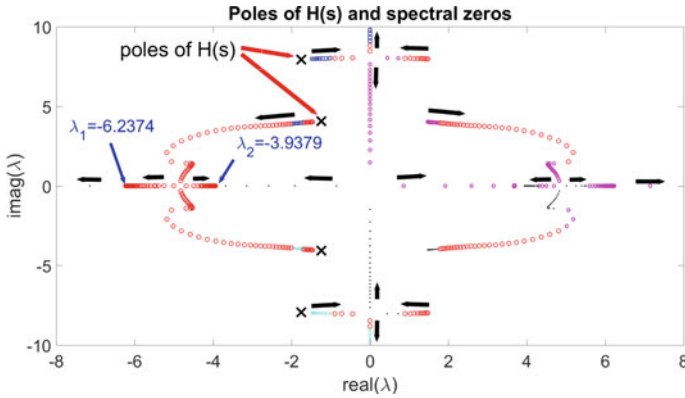 Poles of H(s) and spectral zeros
poles of H(s)
λ1=-6.2374
λ2=-3.9379
imag(λ)
10
5
0
-5
-10
-8
-6
-4
-2
0
2
4
6
8
real(λ)